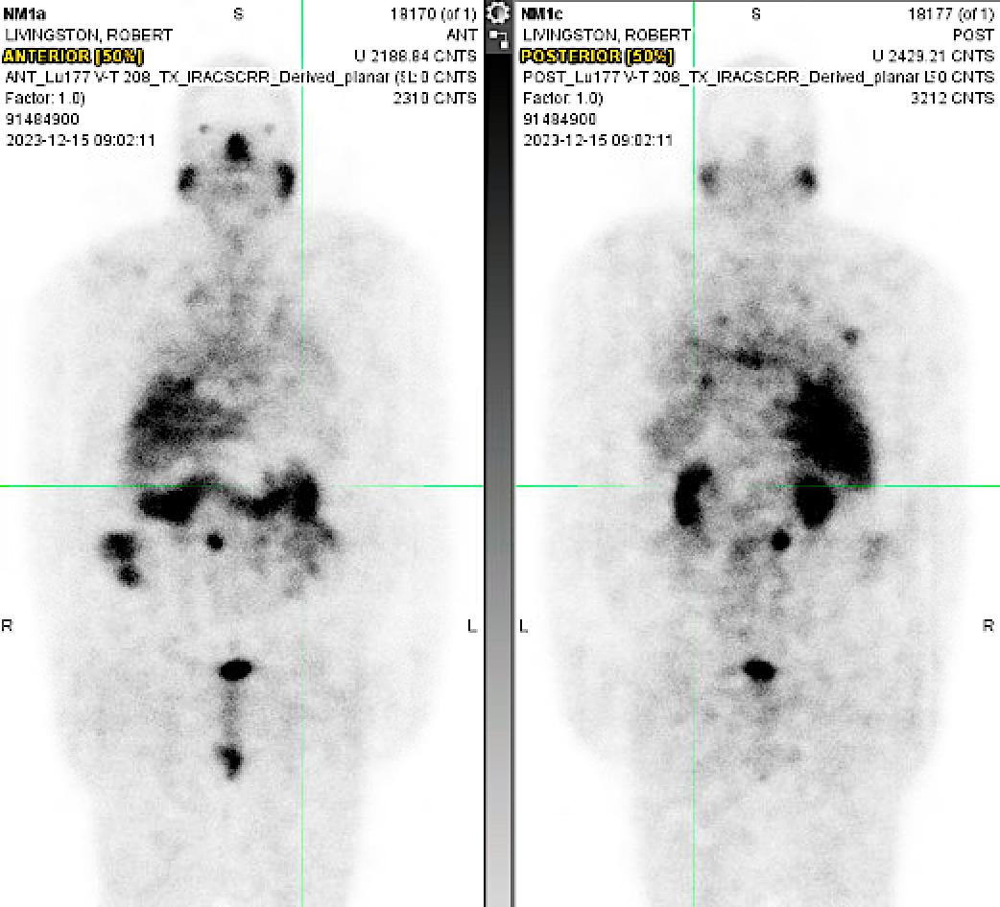 NM1a
S
18170 (of 1)
LIVINGSTON, ROBERT
ANT
ANTERIOR [50%]
U 2188.84 CNTS
ANT_Lu177 V-T 208_TX_IRACSCRR_Derived_planar
0 CNTS
Factor: 1.0)
2310 CNTS
91484900
2023-12-15 09:02:11
R
L
NM1c
S
18177 (of 1)
LIVINGSTON, ROBERT
POST
POSTERIOR [50%]
U 2429.21 CNTS
POST_Lu177 V-T 208_TX_IRACSCRR_Derived_planar
0 CNTS
Factor: 1.0)
3212 CNTS
91484900
2023-12-15 09:02:11
L
R